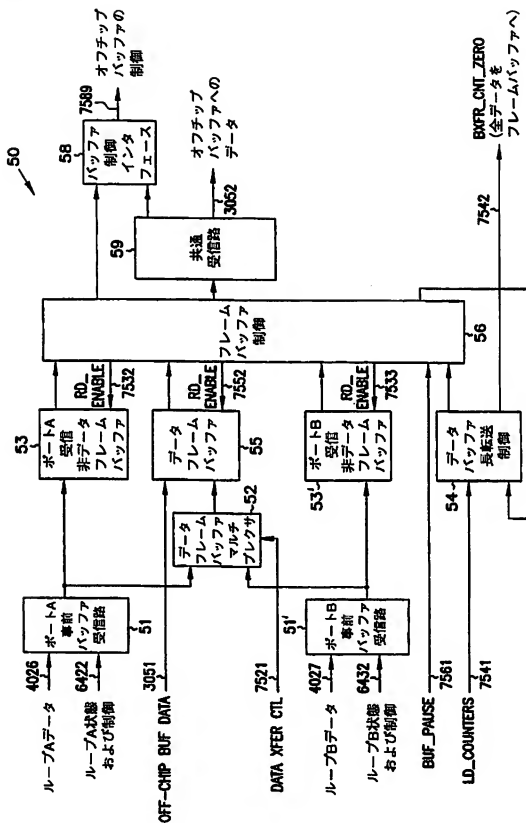 50
オフチップ
バッファの
制御
7589
58
バッファ
制御
インタ
フェース
オフチップ
バッファへの
データ
3052
59
共通
受信路
BXFR_CNT_ZERO
(全データを
フレームバッファへ)
7542
フレーム
バッファ
制御
56
53
ポートA
受信
非データ
フレーム
バッファ
RD_
ENABLE
7532
データ
フレーム
バッファ
55
RD_
ENABLE
7552
ポートB
受信
非データ
フレーム
バッファ
53'
RD_
ENABLE
7533
データ
バッファ
長転送
制御
54
データ
フレーム
バッファ
マルチ
プレクサ
52
ポートA
事前
バッファ
受信路
51
ポートB
事前
バッファ
受信路
51'
4026
ループAデータ
6422
ループA状態
および制御
3051
OFF-CHIP BUF DATA
7521
DATA XFER CTL
4027
ループBデータ
6432
ループB状態
および制御
BUF_PAUSE
7561
LD_COUNTERS
7541